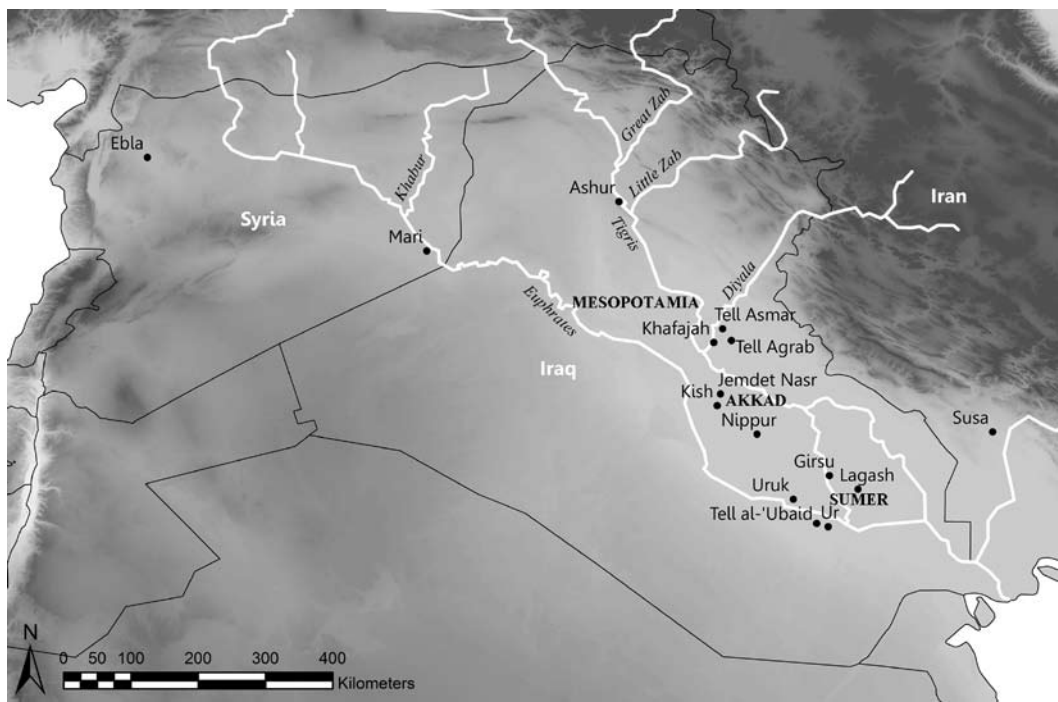 Great Zab
Ebla
Khabur
Little Zab
Ashur
Iran
Syria
Tigris
Mari
Diyala
Euphrates
MESOPOTAMIA
Tell Asmar
Khafajah
Tell Agrab
Iraq
Jemdet Nasr
Kish
AKKAD
Nippur
Susa
Girsu
Lagash
Uruk
SUMER
Tell al-'Ubaid
Ur
N
0 50 100 200 300 400
Kilometers